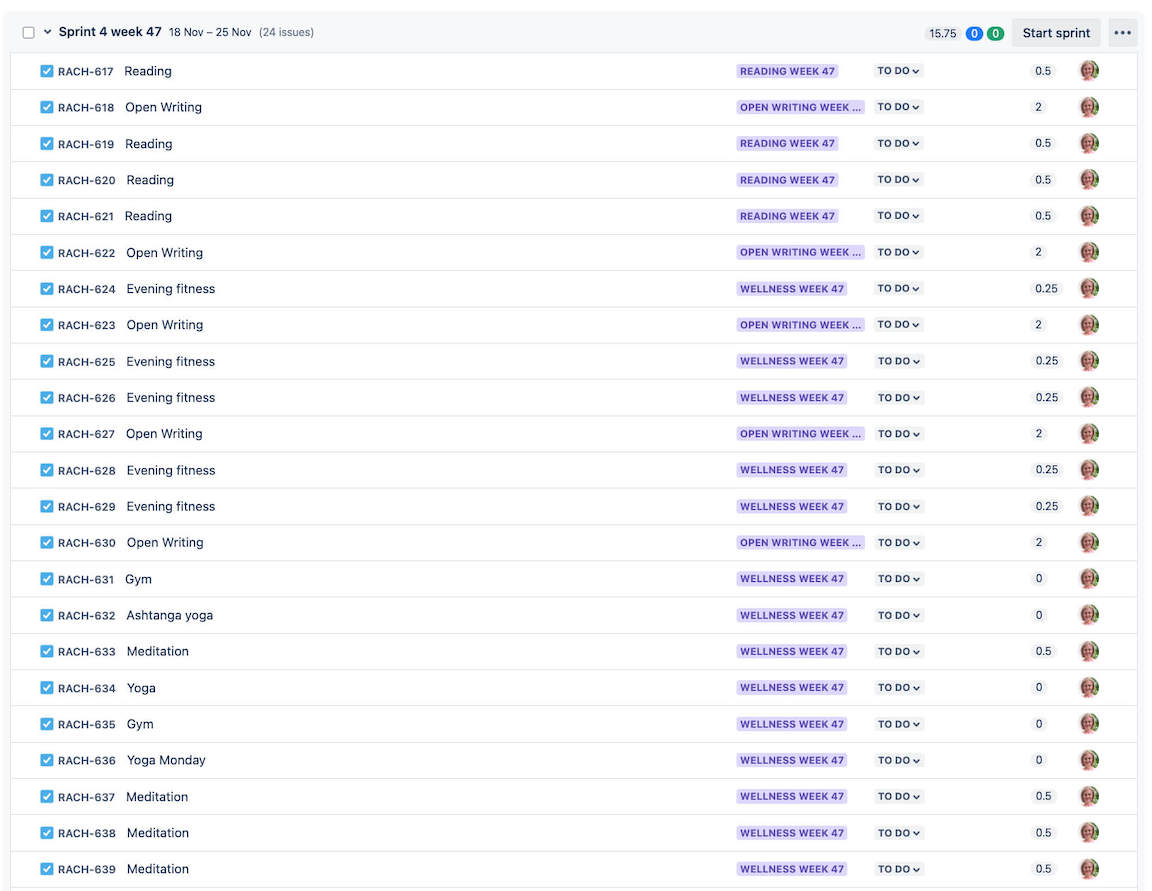 Sprint 4 week 47 18 Nov – 25 Nov (24 issues) 15.75 0 0 Start sprint •••
RACH-617 Reading READING WEEK 47 TO DO 0.5
RACH-618 Open Writing OPEN WRITING WEEK ... TO DO 2
RACH-619 Reading READING WEEK 47 TO DO 0.5
RACH-620 Reading READING WEEK 47 TO DO 0.5
RACH-621 Reading READING WEEK 47 TO DO 0.5
RACH-622 Open Writing OPEN WRITING WEEK ... TO DO 2
RACH-624 Evening fitness WELLNESS WEEK 47 TO DO 0.25
RACH-623 Open Writing OPEN WRITING WEEK ... TO DO 2
RACH-625 Evening fitness WELLNESS WEEK 47 TO DO 0.25
RACH-626 Evening fitness WELLNESS WEEK 47 TO DO 0.25
RACH-627 Open Writing OPEN WRITING WEEK ... TO DO 2
RACH-628 Evening fitness WELLNESS WEEK 47 TO DO 0.25
RACH-629 Evening fitness WELLNESS WEEK 47 TO DO 0.25
RACH-630 Open Writing OPEN WRITING WEEK ... TO DO 2
RACH-631 Gym WELLNESS WEEK 47 TO DO 0
RACH-632 Ashtanga yoga WELLNESS WEEK 47 TO DO 0
RACH-633 Meditation WELLNESS WEEK 47 TO DO 0.5
RACH-634 Yoga WELLNESS WEEK 47 TO DO 0
RACH-635 Gym WELLNESS WEEK 47 TO DO 0
RACH-636 Yoga Monday WELLNESS WEEK 47 TO DO 0
RACH-637 Meditation WELLNESS WEEK 47 TO DO 0.5
RACH-638 Meditation WELLNESS WEEK 47 TO DO 0.5
RACH-639 Meditation WELLNESS WEEK 47 TO DO 0.5